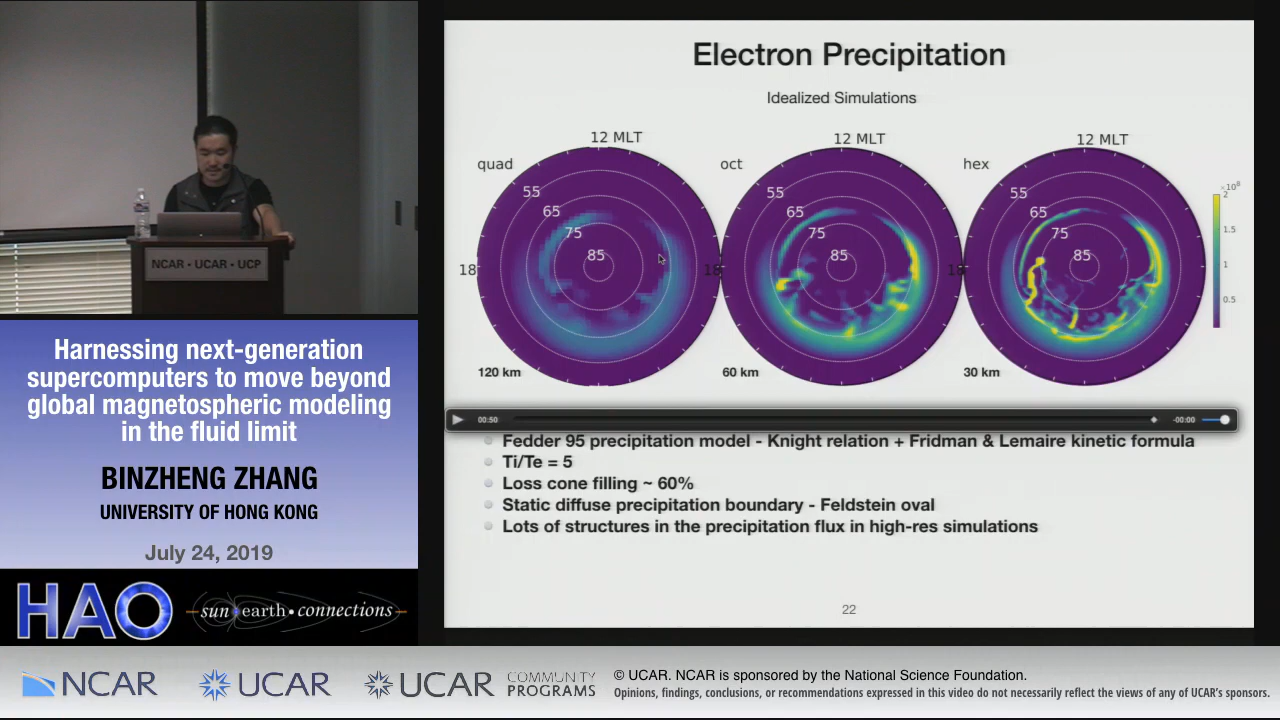 NCAR - UCAR - UCP
Harnessing next-generation
supercomputers to move beyond
global magnetospheric modeling
in the fluid limit
BINZHENG ZHANG
UNIVERSITY OF HONG KONG
July 24, 2019
HAO
sun earth connections
Electron Precipitation
Idealized Simulations
12 MLT
quad
55
65
75
85
18
120 km
12 MLT
oct
55
65
75
85
18
60 km
12 MLT
hex
55
65
75
85
18
30 km
×10⁸
2
1.5
1
0.5
00:50
-00:00
Fedder 95 precipitation model - Knight relation + Fridman & Lemaire kinetic formula
Ti/Te = 5
Loss cone filling ~ 60%
Static diffuse precipitation boundary - Feldstein oval
Lots of structures in the precipitation flux in high-res simulations
22
NCAR
UCAR
UCAR
COMMUNITY
PROGRAMS
© UCAR. NCAR is sponsored by the National Science Foundation.
Opinions, findings, conclusions, or recommendations expressed in this video do not necessarily reflect the views of any of UCAR's sponsors.